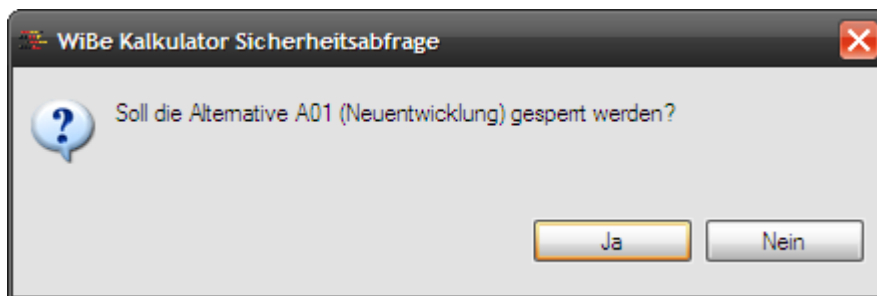 WiBe Kalkulator Sicherheitsabfrage
Soll die Alternative A01 (Neuentwicklung) gesperrt werden?
Ja
Nein